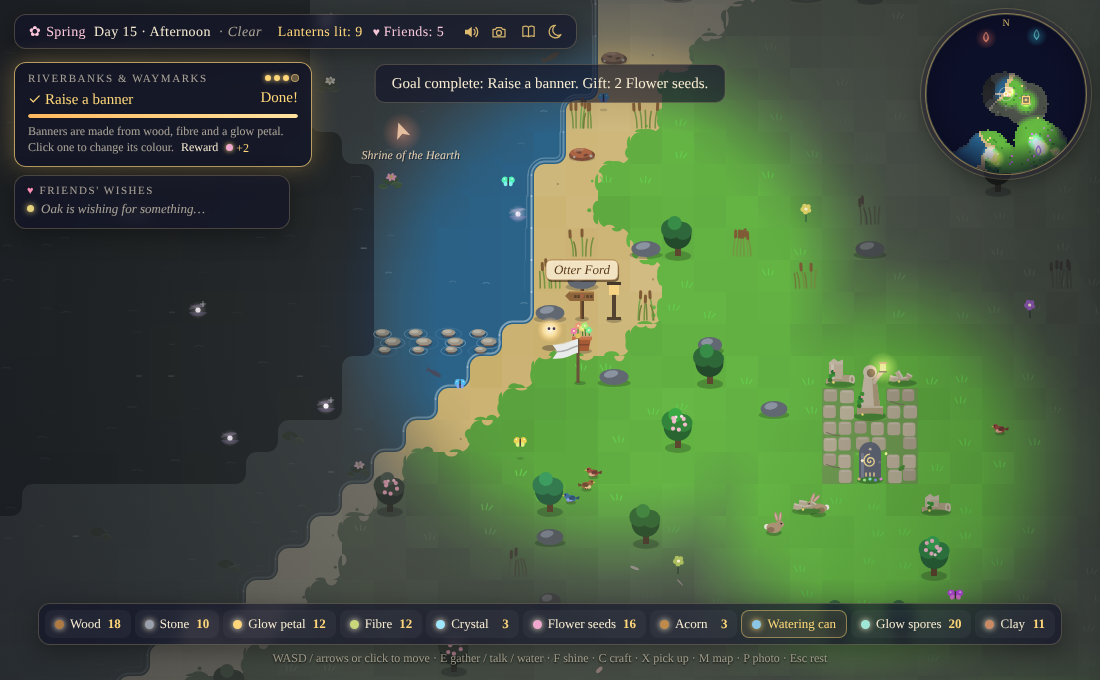 ✿ Spring Day 15 · Afternoon · Clear Lanterns lit: 9 ♥ Friends: 5
N
RIVERBANKS & WAYMARKS
✓ Raise a banner Done!
Banners are made from wood, fibre and a glow petal.
Click one to change its colour. Reward +2
Goal complete: Raise a banner. Gift: 2 Flower seeds.
Shrine of the Hearth
♥ FRIENDS' WISHES
Oak is wishing for something…
Otter Ford
Wood 18 Stone 10 Glow petal 12 Fibre 12 Crystal 3 Flower seeds 16 Acorn 3 Watering can Glow spores 20 Clay 11
WASD / arrows or click to move · E gather / talk / water · F shine · C craft · X pick up · M map · P photo · Esc rest